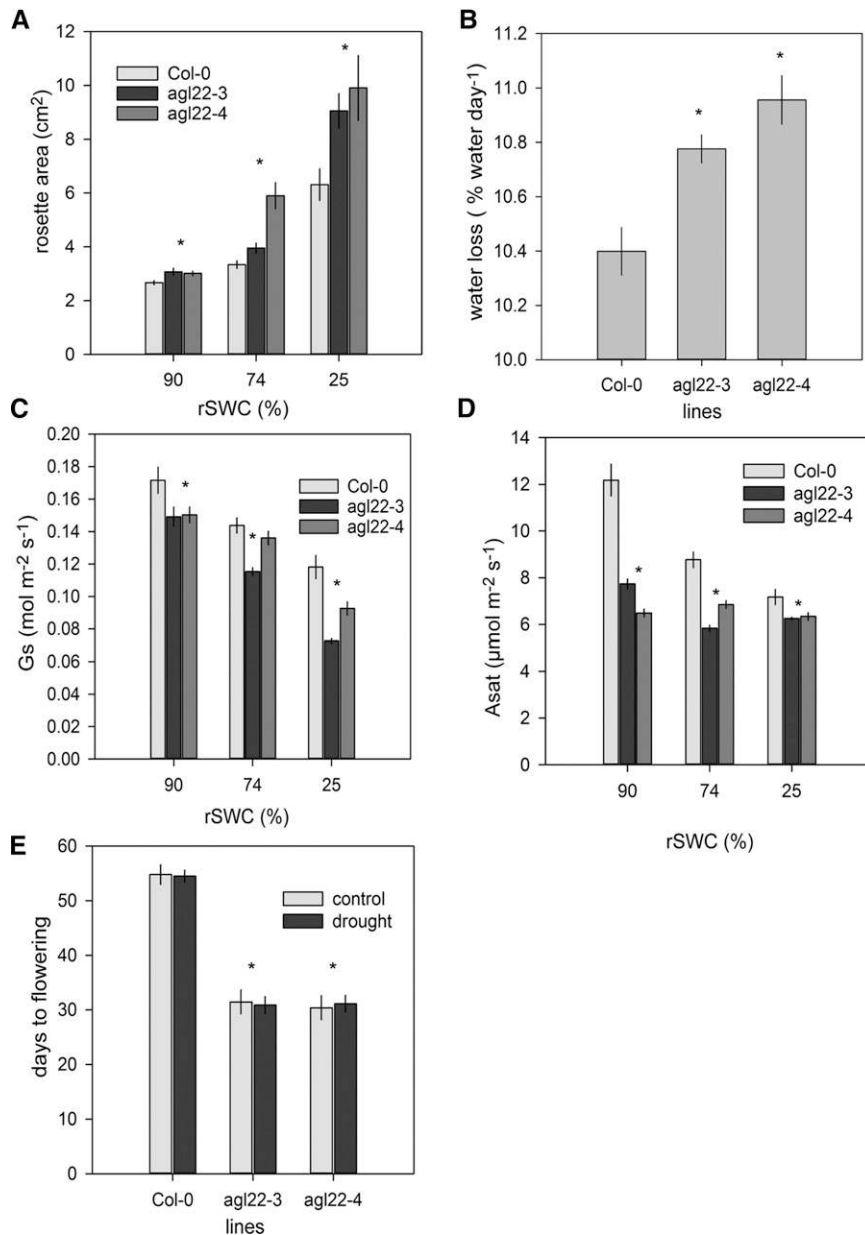 A
12
10
8
6
4
2
0
rosette area (cm2)
Col-0
agl22-3
agl22-4
*
*
*
90
74
25
rSWC (%)
B
11.2
11.0
10.8
10.6
10.4
10.2
10.0
water loss ( % water day-1)
*
*
Col-0
agl22-3
agl22-4
lines
C
0.20
0.18
0.16
0.14
0.12
0.10
0.08
0.06
0.04
0.02
0.00
Gs (mol m-2 s-1)
Col-0
agl22-3
agl22-4
*
*
*
90
74
25
rSWC (%)
D
14
12
10
8
6
4
2
0
Asat (µmol m-2 s-1)
Col-0
agl22-3
agl22-4
*
*
*
90
74
25
rSWC (%)
E
60
50
40
30
20
10
0
days to flowering
control
drought
*
*
Col-0
agl22-3
agl22-4
lines